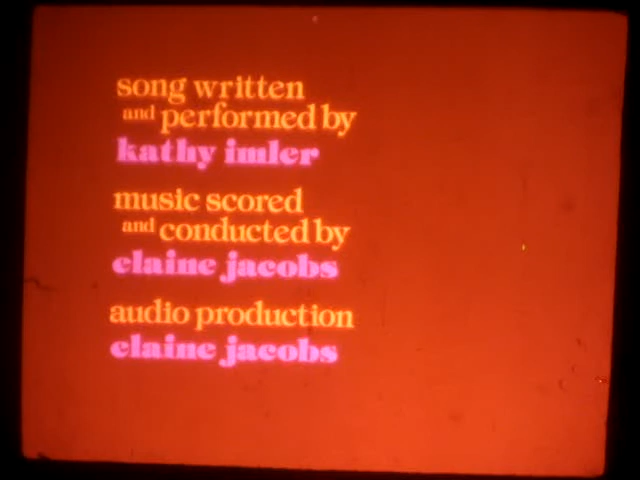 song written
and performed by
kathy imler
music scored
and conducted by
elaine jacobs
audio production
elaine jacobs